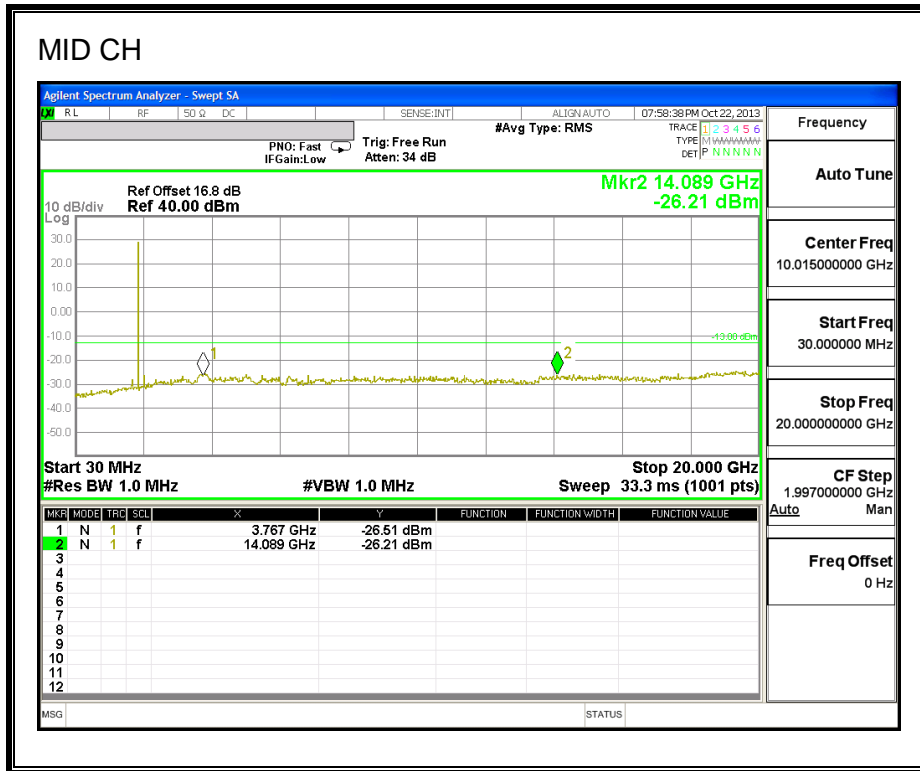 MID CH
Agilent Spectrum Analyzer - Swept SA
LXI RL RF 50 Ω DC SENSE:INT ALIGNAUTO 07:58:38 PM Oct 22, 2013
#Avg Type: RMS
TRACE 1 2 3 4 5 6
PNO: Fast Trig: Free Run
IFGain:Low Atten: 34 dB
TYPE
DET P N N N N N
Mkr2 14.089 GHz
-26.21 dBm
Ref Offset 16.8 dB
10 dB/div Ref 40.00 dBm
Log
30.0
20.0
10.0
0.00
-10.0
-20.0
-30.0
-40.0
-50.0
-13.00 dBm
1
2
Start 30 MHz Stop 20.000 GHz
#Res BW 1.0 MHz #VBW 1.0 MHz Sweep 33.3 ms (1001 pts)
MKR MODE TRC SCL X Y FUNCTION FUNCTION WIDTH FUNCTION VALUE
1 N 1 f 3.767 GHz -26.51 dBm
2 N 1 f 14.089 GHz -26.21 dBm
3
4
5
6
7
8
9
10
11
12
MSG STATUS
Frequency
Auto Tune
Center Freq
10.015000000 GHz
Start Freq
30.000000 MHz
Stop Freq
20.000000000 GHz
CF Step
1.997000000 GHz
Auto Man
Freq Offset
0 Hz